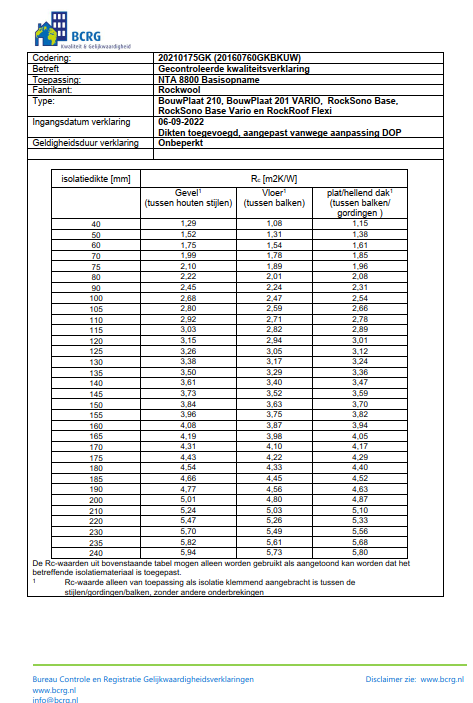 BCRG
Kwaliteit & Gelijkwaardigheid
Codering: 20210175GK (20160760GKBKUW)
Betreft Gecontroleerde kwaliteitsverklaring
Toepassing: NTA 8800 Basisopname
Fabrikant: Rockwool
Type: BouwPlaat 210, BouwPlaat 201 VARIO, RockSono Base,
RockSono Base Vario en RockRoof Flexi
Ingangsdatum verklaring 06-09-2022
Dikten toegevoegd, aangepast vanwege aanpassing DOP
Geldigheidsduur verklaring Onbeperkt
isolatiedikte [mm] Rc [m2K/W]
Gevel¹ Vloer¹ plat/hellend dak¹
(tussen houten stijlen) (tussen balken) (tussen balken/
gordingen )
40 1,29 1,08 1,15
50 1,52 1,31 1,38
60 1,75 1,54 1,61
70 1,99 1,78 1,85
75 2,10 1,89 1,96
80 2,22 2,01 2,08
90 2,45 2,24 2,31
100 2,68 2,47 2,54
105 2,80 2,59 2,66
110 2,92 2,71 2,78
115 3,03 2,82 2,89
120 3,15 2,94 3,01
125 3,26 3,05 3,12
130 3,38 3,17 3,24
135 3,50 3,29 3,36
140 3,61 3,40 3,47
145 3,73 3,52 3,59
150 3,84 3,63 3,70
155 3,96 3,75 3,82
160 4,08 3,87 3,94
165 4,19 3,98 4,05
170 4,31 4,10 4,17
175 4,43 4,22 4,29
180 4,54 4,33 4,40
185 4,66 4,45 4,52
190 4,77 4,56 4,63
200 5,01 4,80 4,87
210 5,24 5,03 5,10
220 5,47 5,26 5,33
230 5,70 5,49 5,56
235 5,82 5,61 5,68
240 5,94 5,73 5,80
De Rc-waarden uit bovenstaande tabel mogen alleen worden gebruikt als aangetoond kan worden dat het
betreffende isolatiemateriaal is toegepast.
¹ Rc-waarde alleen van toepassing als isolatie klemmend aangebracht is tussen de
stijlen/gordingen/balken, zonder andere onderbrekingen
Bureau Controle en Registratie Gelijkwaardigheidsverklaringen Disclaimer zie: www.bcrg.nl
www.bcrg.nl
info@bcrg.nl